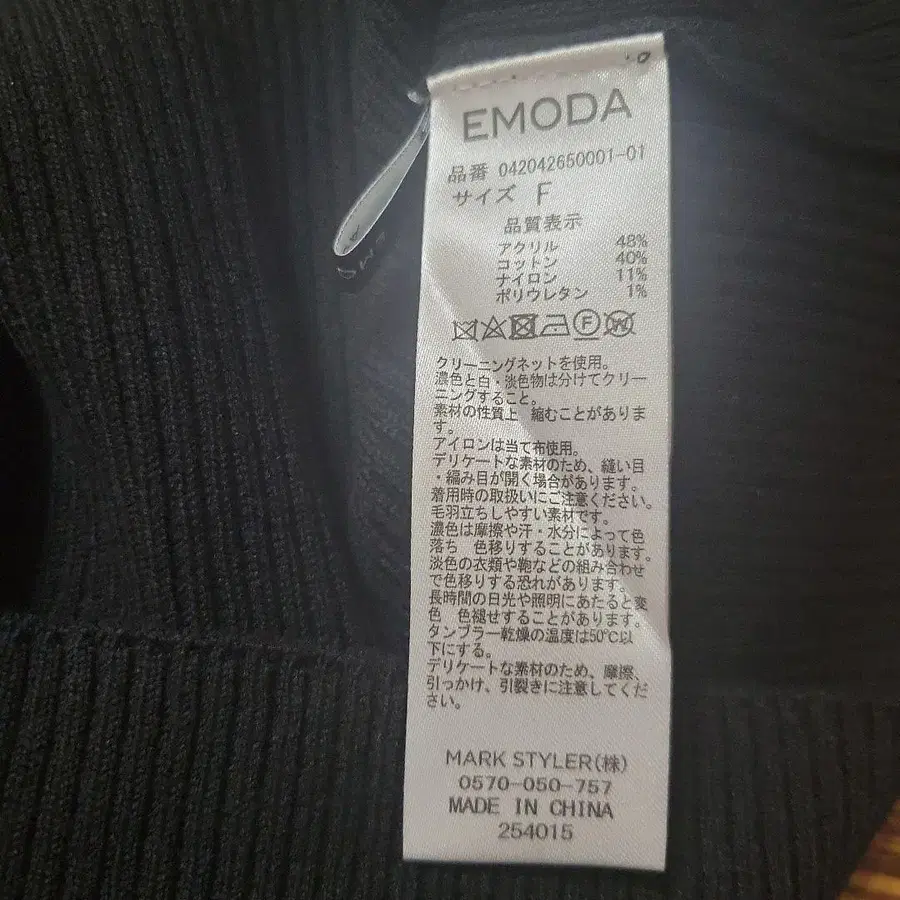 EMODA
品番 042042650001-01
サイズ F
品質表示
アクリル 48%
コットン 40%
ナイロン 11%
ポリウレタン 1%
クリーニングネットを使用。
濃色と白・淡色物は分けてクリー
ニングすること。
素材の性質上 縮むことがありま
す。
アイロンは当て布使用。
デリケートな素材のため、縫い目
・編み目が開く場合があります。
着用時の取扱いにご注意ください。
毛羽立ちしやすい素材です。
濃色は摩擦や汗・水分によって色
落ち 色移りすることがあります。
淡色の衣類や鞄などの組み合わせ
で色移りする恐れがあります。
長時間の日光や照明にあたると変
色 色褪せすることがあります。
タンブラー乾燥の温度は50℃以
下にする。
デリケートな素材のため、摩擦、
引っかけ、引裂きに注意してくだ
さい。
MARK STYLER(株)
0570-050-757
MADE IN CHINA
254015